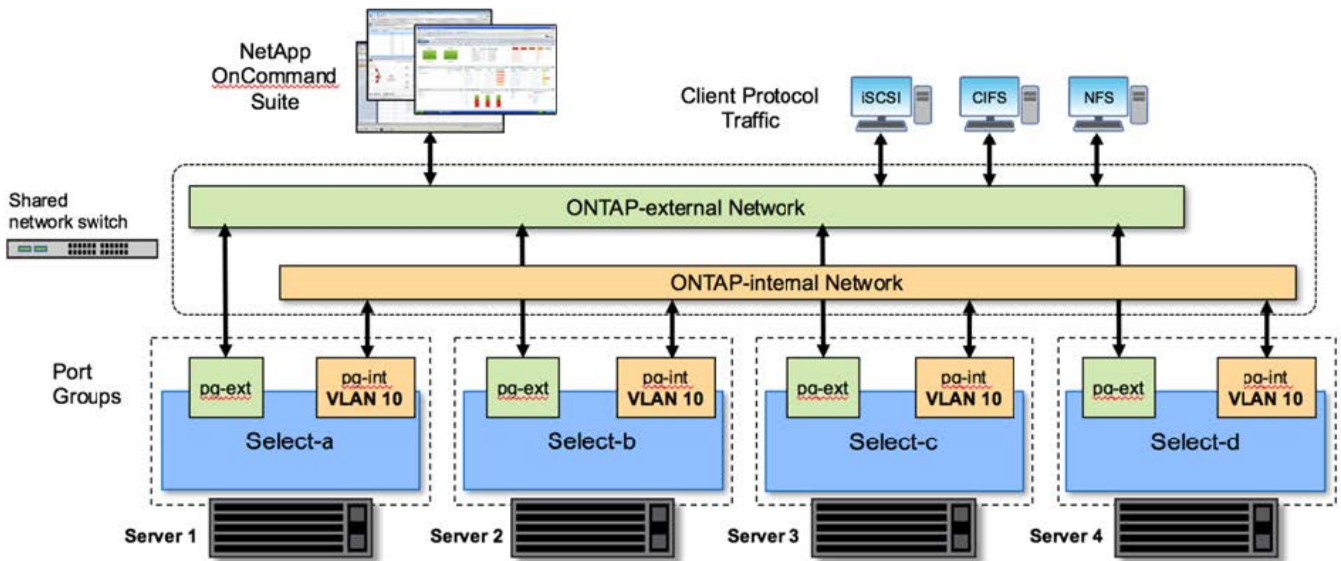 NetApp
OnCommand
Suite
Client Protocol
Traffic
iSCSI
CIFS
NFS
Shared
network switch
ONTAP-external Network
ONTAP-internal Network
Port
Groups
pg-ext
pg-int
VLAN 10
Select-a
pg-ext
pg-int
VLAN 10
Select-b
pg-ext
pg-int
VLAN 10
Select-c
pg-ext
pg-int
VLAN 10
Select-d
Server 1
Server 2
Server 3
Server 4